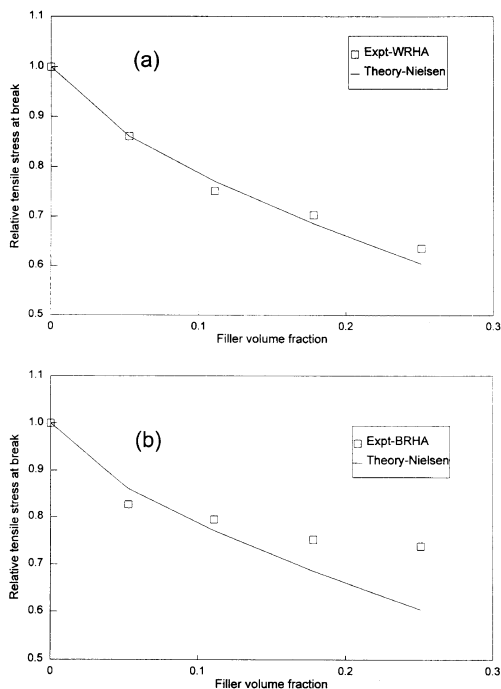 1.1
(a)
Expt-WRHA
Theory-Nielsen
1.0
0.9
0.8
0.7
0.6
0.5
Relative tensile stress at break
0
0.1
0.2
0.3
Filler volume fraction
1.1
(b)
Expt-BRHA
Theory-Nielsen
1.0
0.9
0.8
0.7
0.6
0.5
Relative tensile stress at break
0
0.1
0.2
0.3
Filler volume fraction